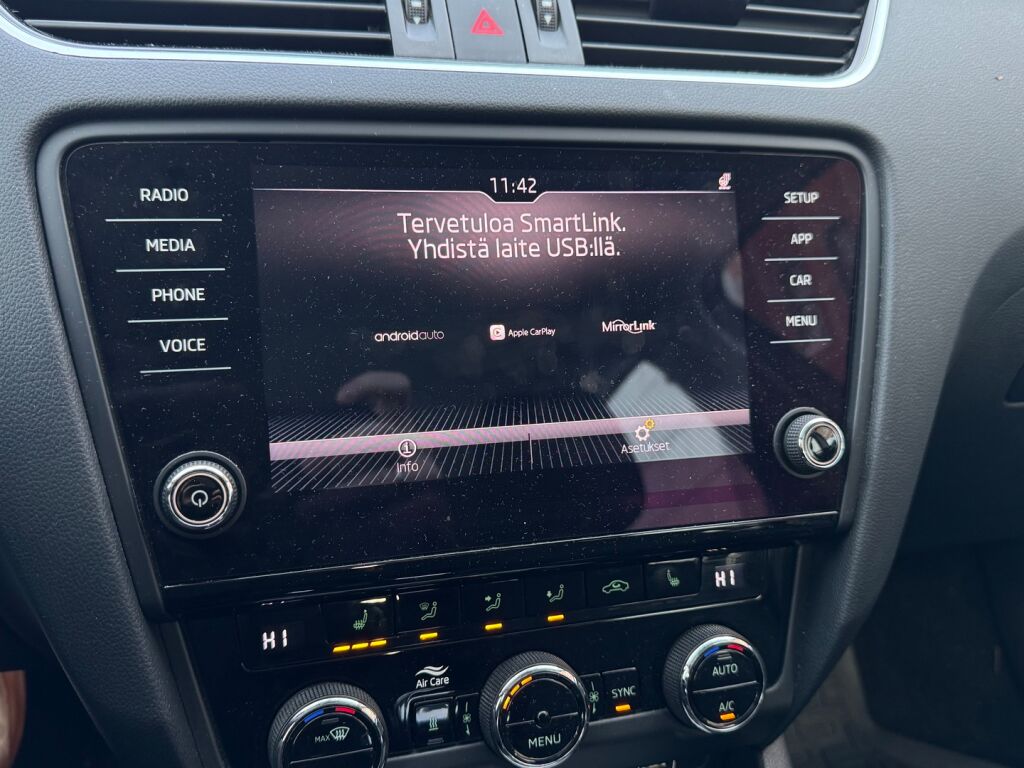 11:42
RADIO
MEDIA
PHONE
VOICE
Tervetuloa SmartLink.
Yhdistä laite USB:llä.
androidauto
Apple CarPlay
MirrorLink
Info
Asetukset
SETUP
APP
CAR
MENU
HI
HI
Air Care
SYNC
AUTO
A/C
MAX
MENU